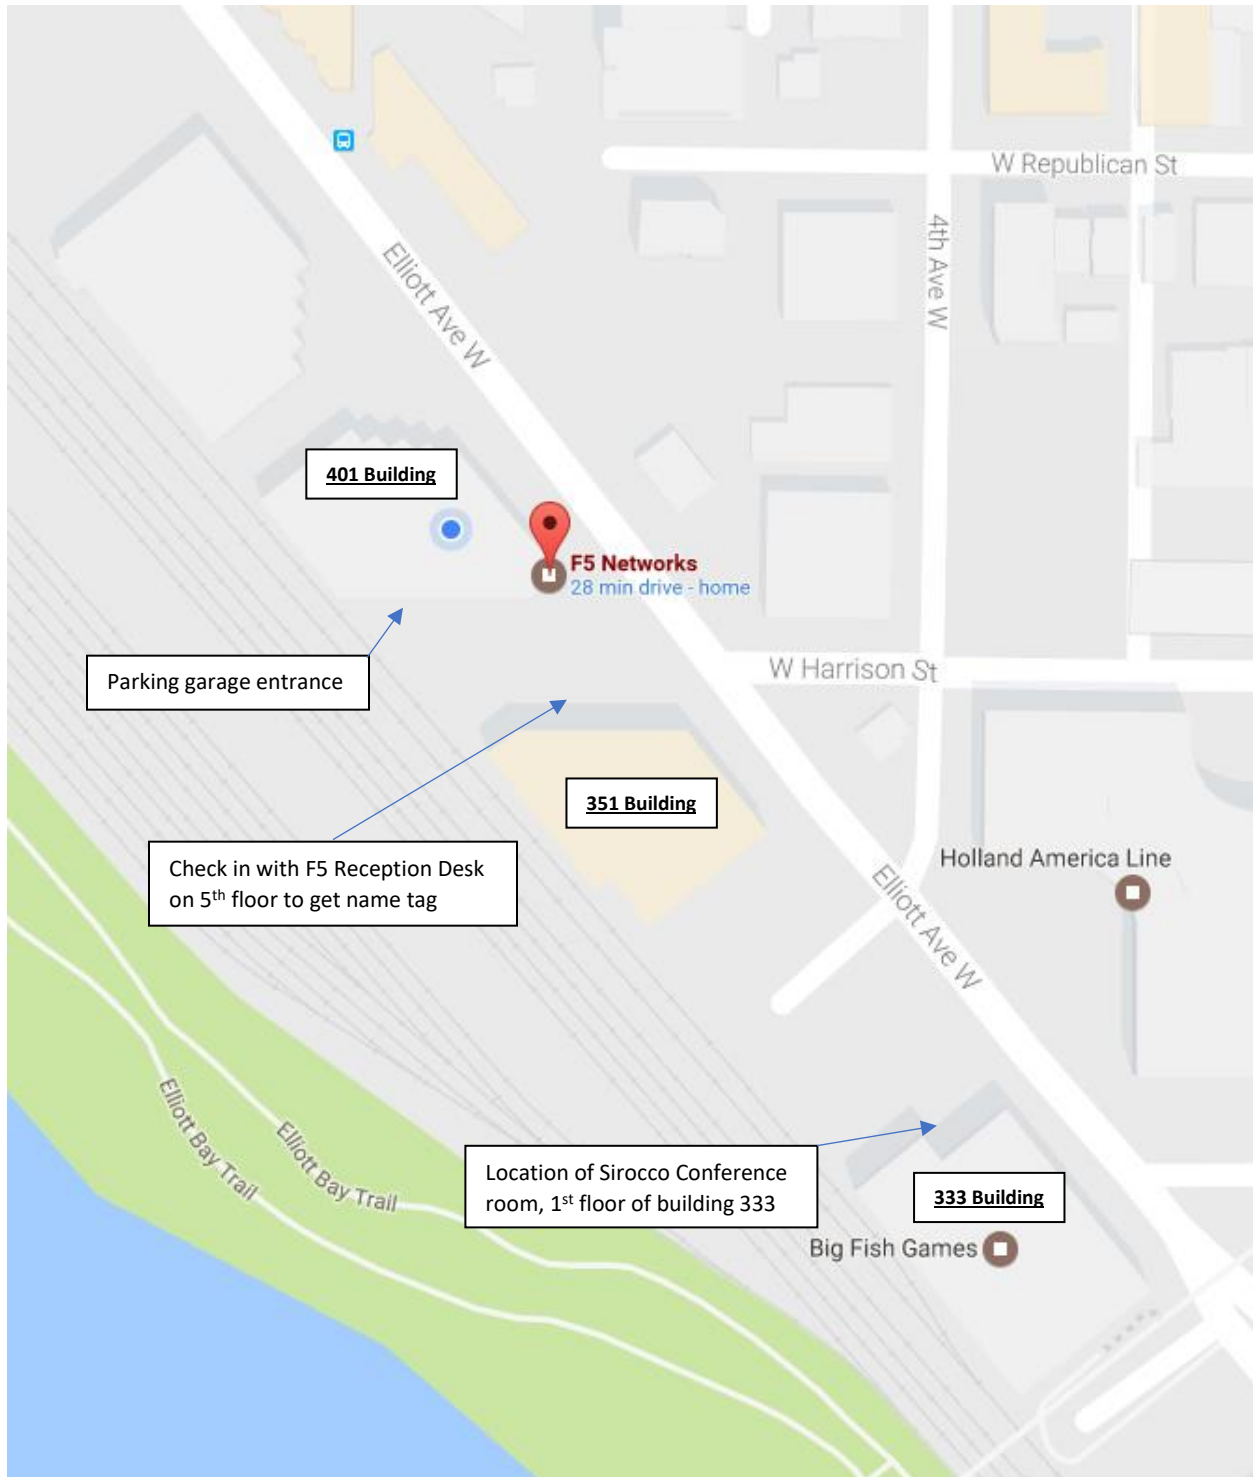 W Republican St
4th Ave W
Elliott Ave W
401 Building
F5 Networks
28 min drive - home
Parking garage entrance
W Harrison St
351 Building
Check in with F5 Reception Desk
on 5th floor to get name tag
Holland America Line
Elliott Ave W
Elliott Bay Trail
Elliott Bay Trail
Location of Sirocco Conference
room, 1st floor of building 333
333 Building
Big Fish Games